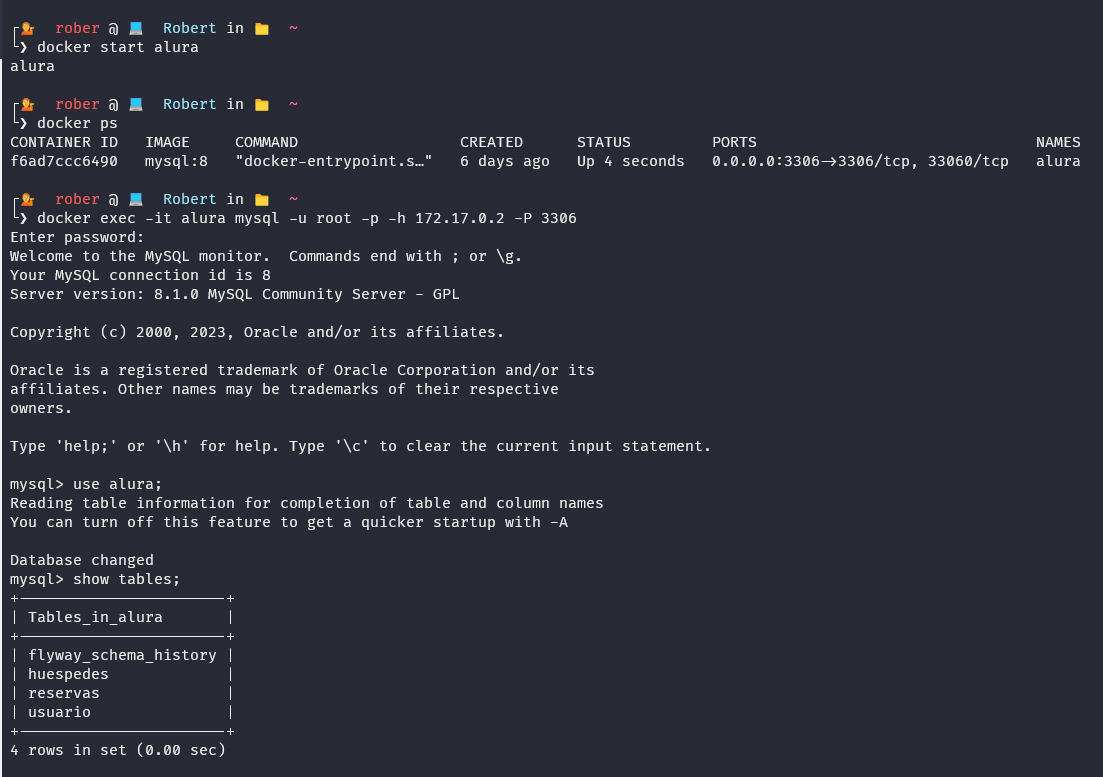 rober @ Robert in ~
❯ docker start alura
alura
rober @ Robert in ~
❯ docker ps
CONTAINER ID   IMAGE     COMMAND                  CREATED      STATUS         PORTS                               NAMES
f6ad7ccc6490   mysql:8   "docker-entrypoint.s…"   6 days ago   Up 4 seconds   0.0.0.0:3306->3306/tcp, 33060/tcp   alura
rober @ Robert in ~
❯ docker exec -it alura mysql -u root -p -h 172.17.0.2 -P 3306
Enter password:
Welcome to the MySQL monitor.  Commands end with ; or \g.
Your MySQL connection id is 8
Server version: 8.1.0 MySQL Community Server - GPL
Copyright (c) 2000, 2023, Oracle and/or its affiliates.
Oracle is a registered trademark of Oracle Corporation and/or its
affiliates. Other names may be trademarks of their respective
owners.
Type 'help;' or '\h' for help. Type '\c' to clear the current input statement.
mysql> use alura;
Reading table information for completion of table and column names
You can turn off this feature to get a quicker startup with -A
Database changed
mysql> show tables;
+-----------------------+
| Tables_in_alura       |
+-----------------------+
| flyway_schema_history |
| huespedes             |
| reservas              |
| usuario               |
+-----------------------+
4 rows in set (0.00 sec)